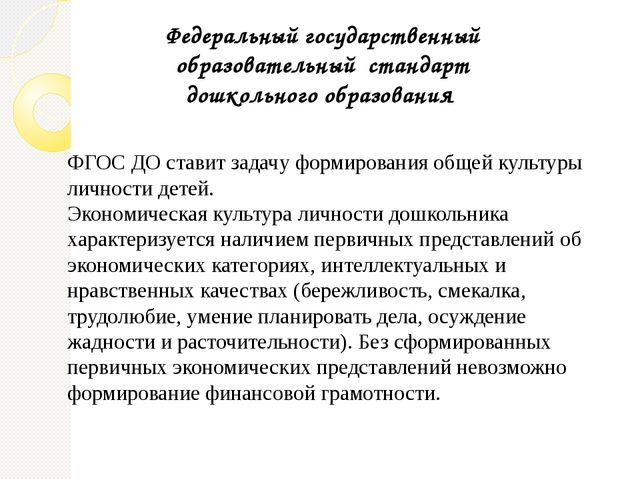 Федеральный государственный
образовательный стандарт
дошкольного образования
ФГОС ДО ставит задачу формирования общей культуры
личности детей.
Экономическая культура личности дошкольника
характеризуется наличием первичных представлений об
экономических категориях, интеллектуальных и
нравственных качествах (бережливость, смекалка,
трудолюбие, умение планировать дела, осуждение
жадности и расточительности). Без сформированных
первичных экономических представлений невозможно
формирование финансовой грамотности.